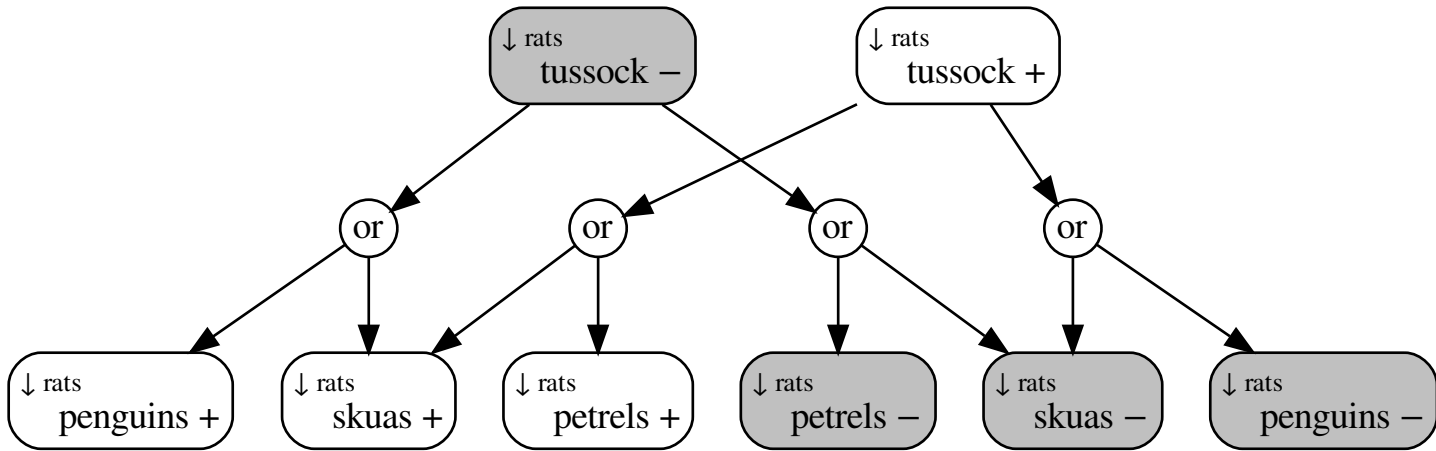 ↓ rats
tussock −
↓ rats
tussock +
or
or
or
or
↓ rats
penguins +
↓ rats
skuas +
↓ rats
petrels +
↓ rats
petrels −
↓ rats
skuas −
↓ rats
penguins −